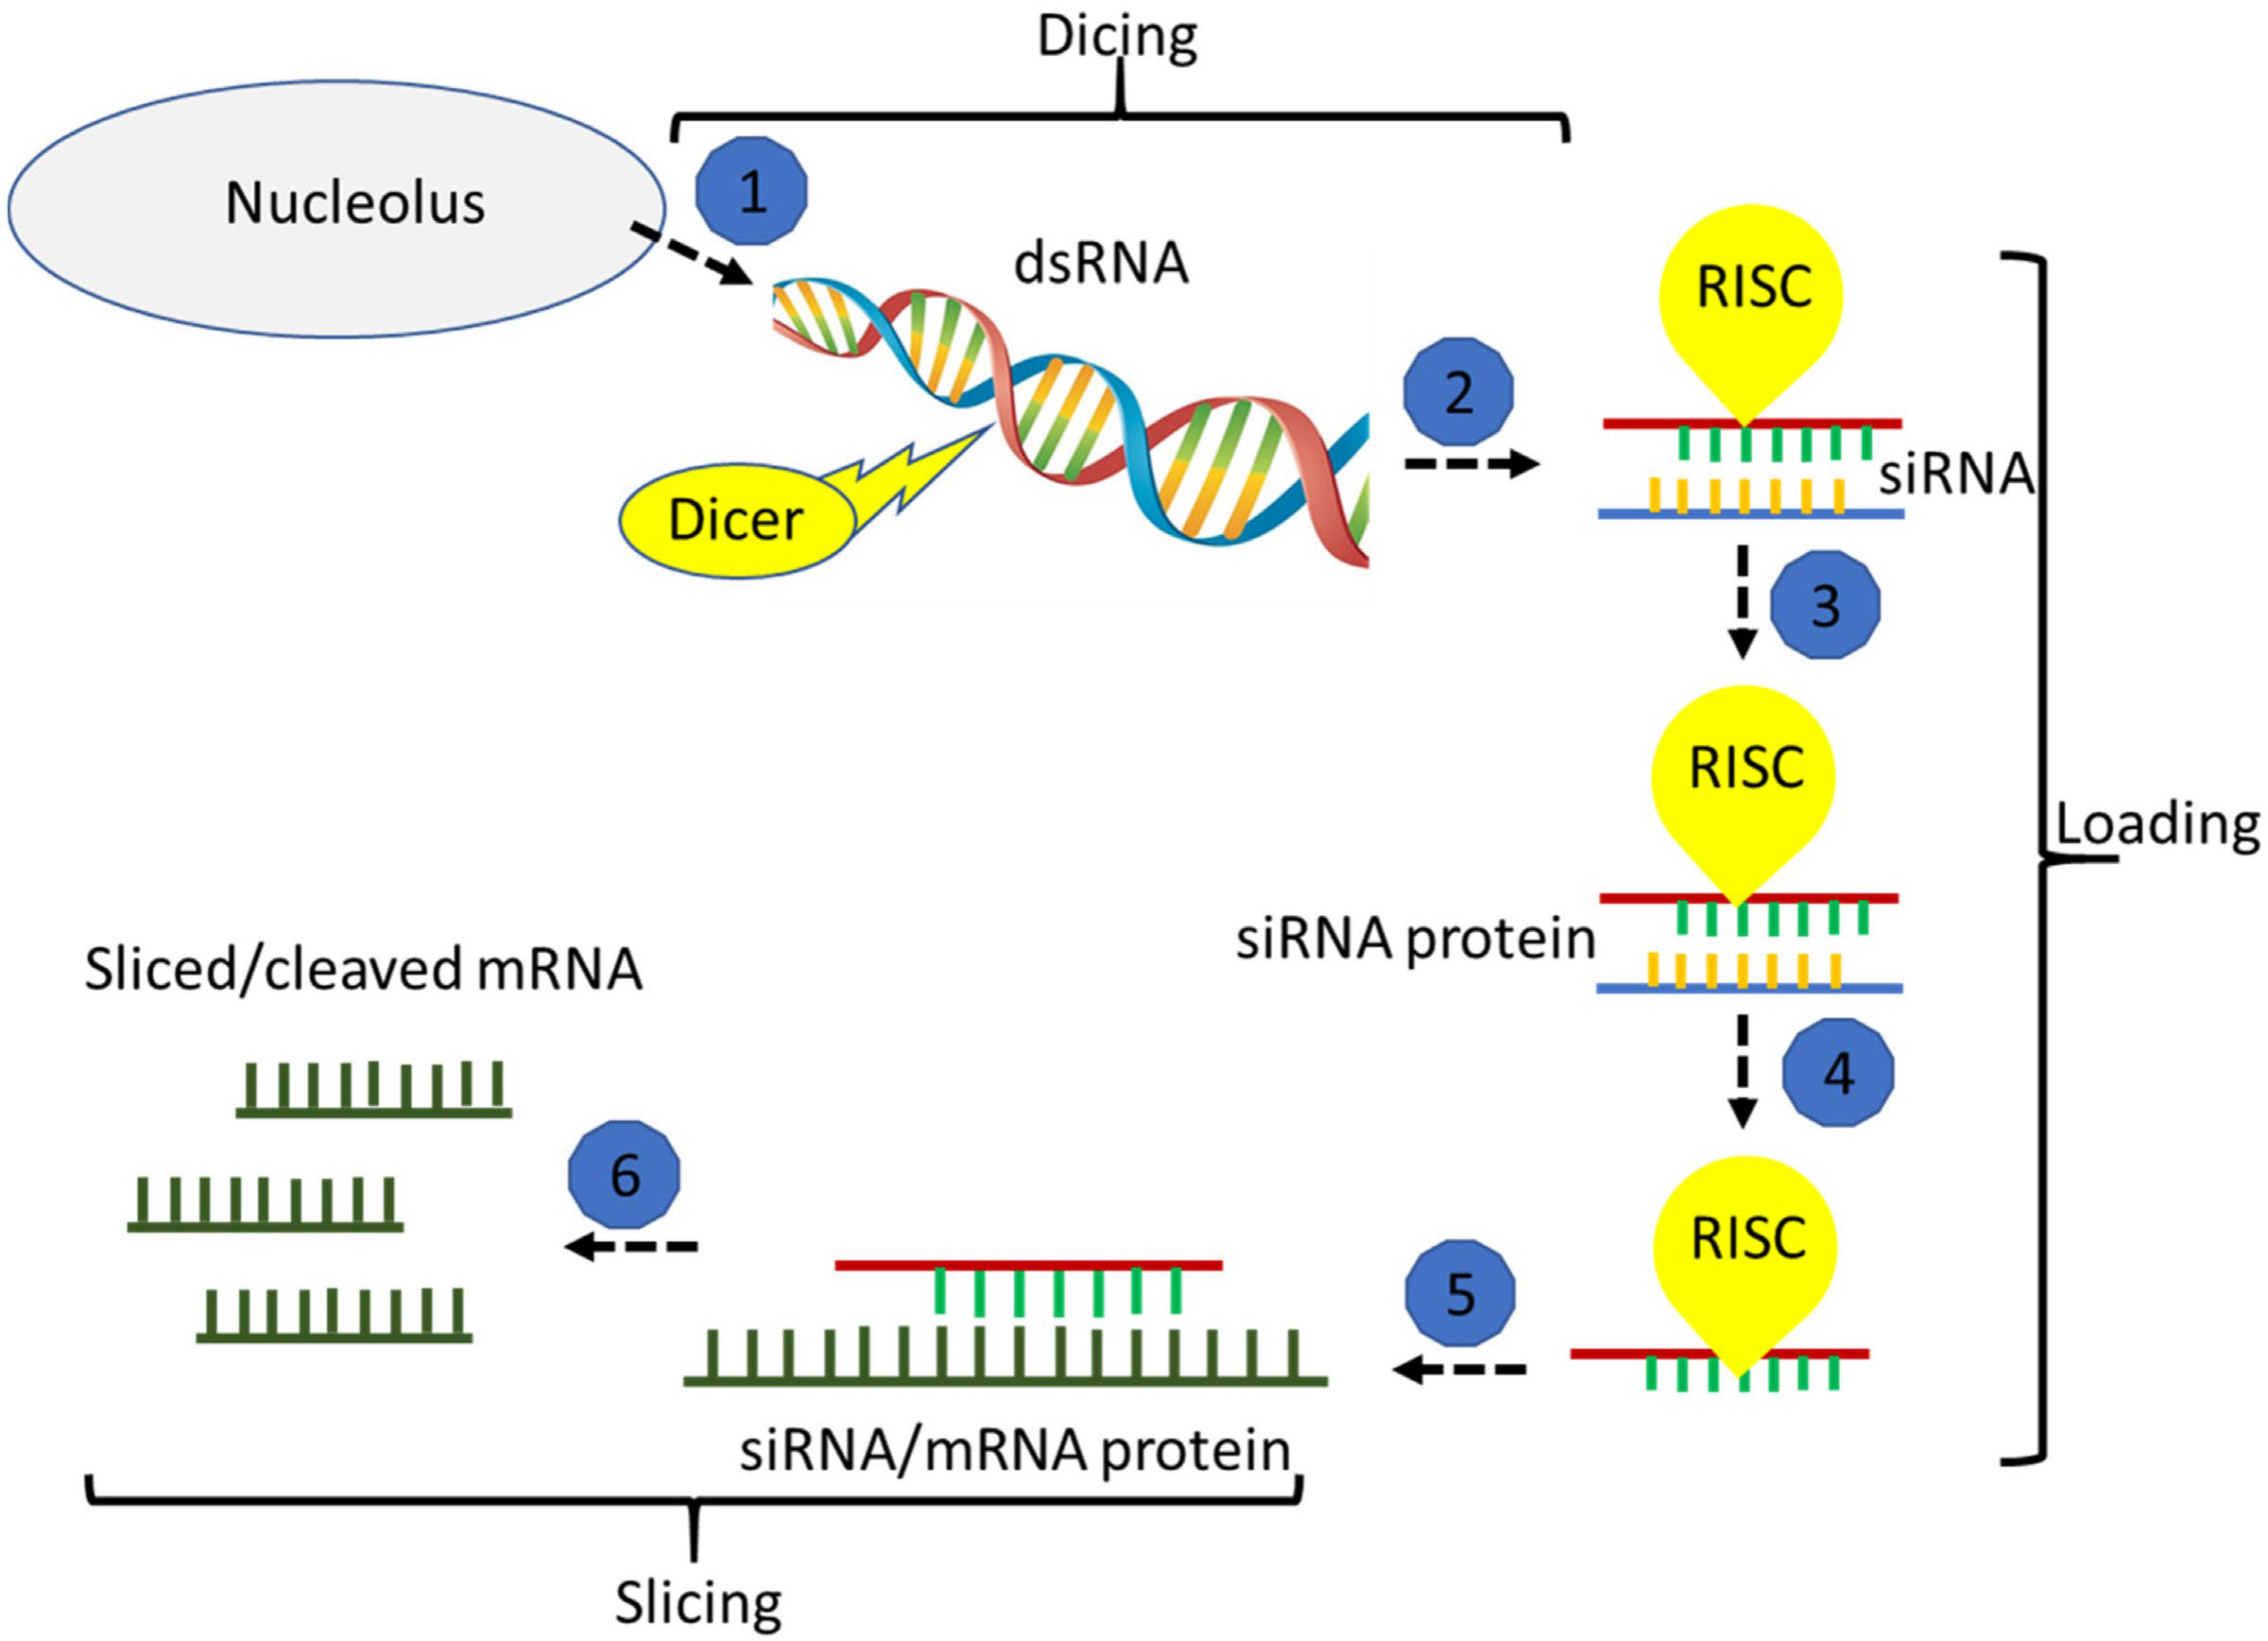 Dicing
Nucleolus
1
dsRNA
Dicer
2
RISC
siRNA
3
RISC
Loading
siRNA protein
4
RISC
5
siRNA/mRNA protein
6
Sliced/cleaved mRNA
Slicing